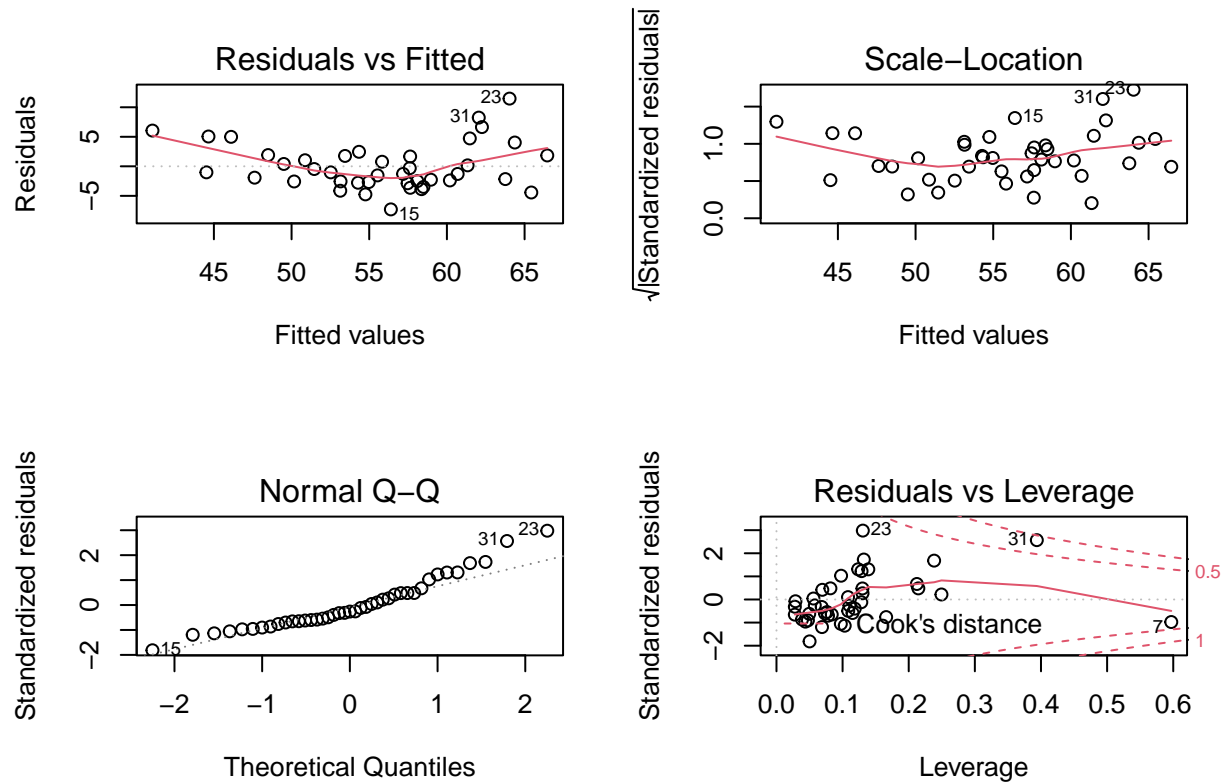 Residuals vs Fitted
Residuals
5
−5
23
31
15
45 50 55 60 65
Fitted values
Scale−Location
√|Standardized residuals|
1.0
0.0
23
31
15
45 50 55 60 65
Fitted values
Normal Q−Q
Standardized residuals
2
0
−2
23
31
15
−2 −1 0 1 2
Theoretical Quantiles
Residuals vs Leverage
Standardized residuals
2
0
−2
23
31
0.5
Cook's distance
7
1
0.0 0.1 0.2 0.3 0.4 0.5 0.6
Leverage